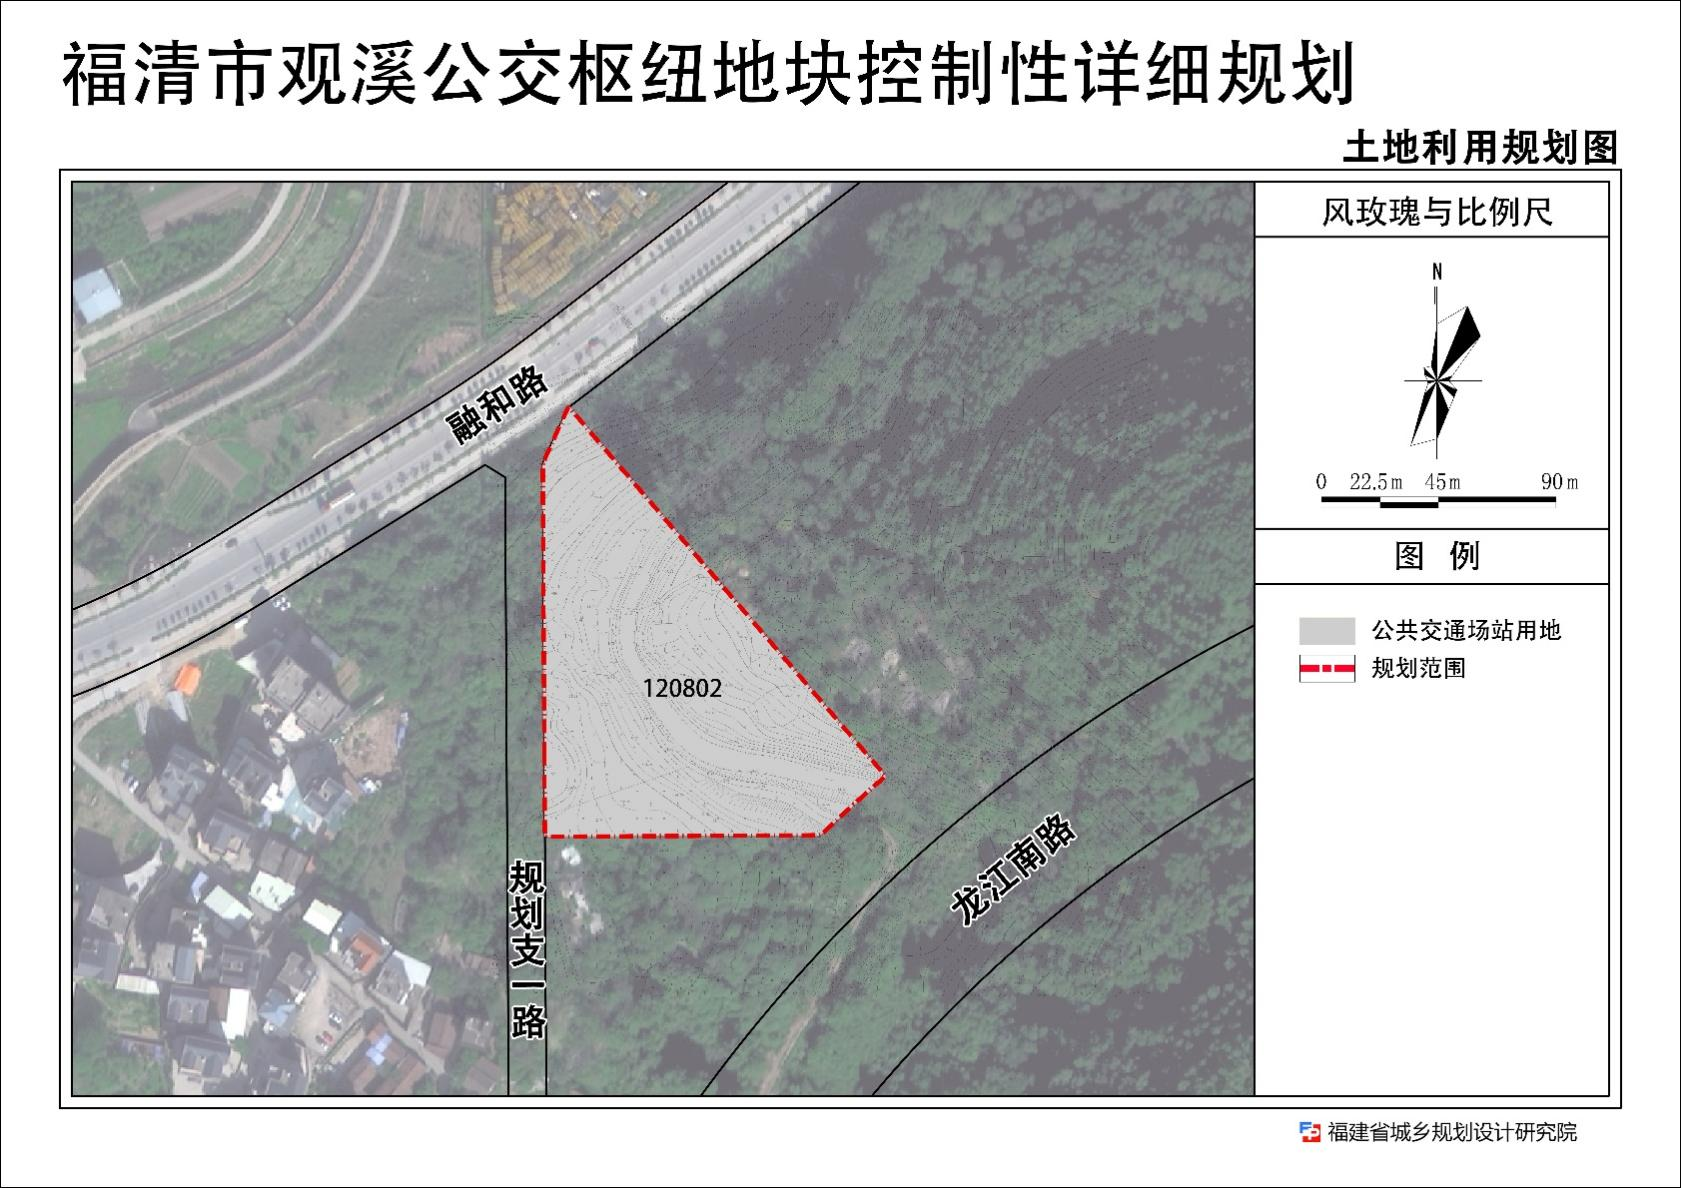 福清市观溪公交枢纽地块控制性详细规划
土地利用规划图
风玫瑰与比例尺
N
0 22.5m 45m 90m
图 例
公共交通场站用地
规划范围
融和路
120802
龙江南路
规划支一路
福建省城乡规划设计研究院